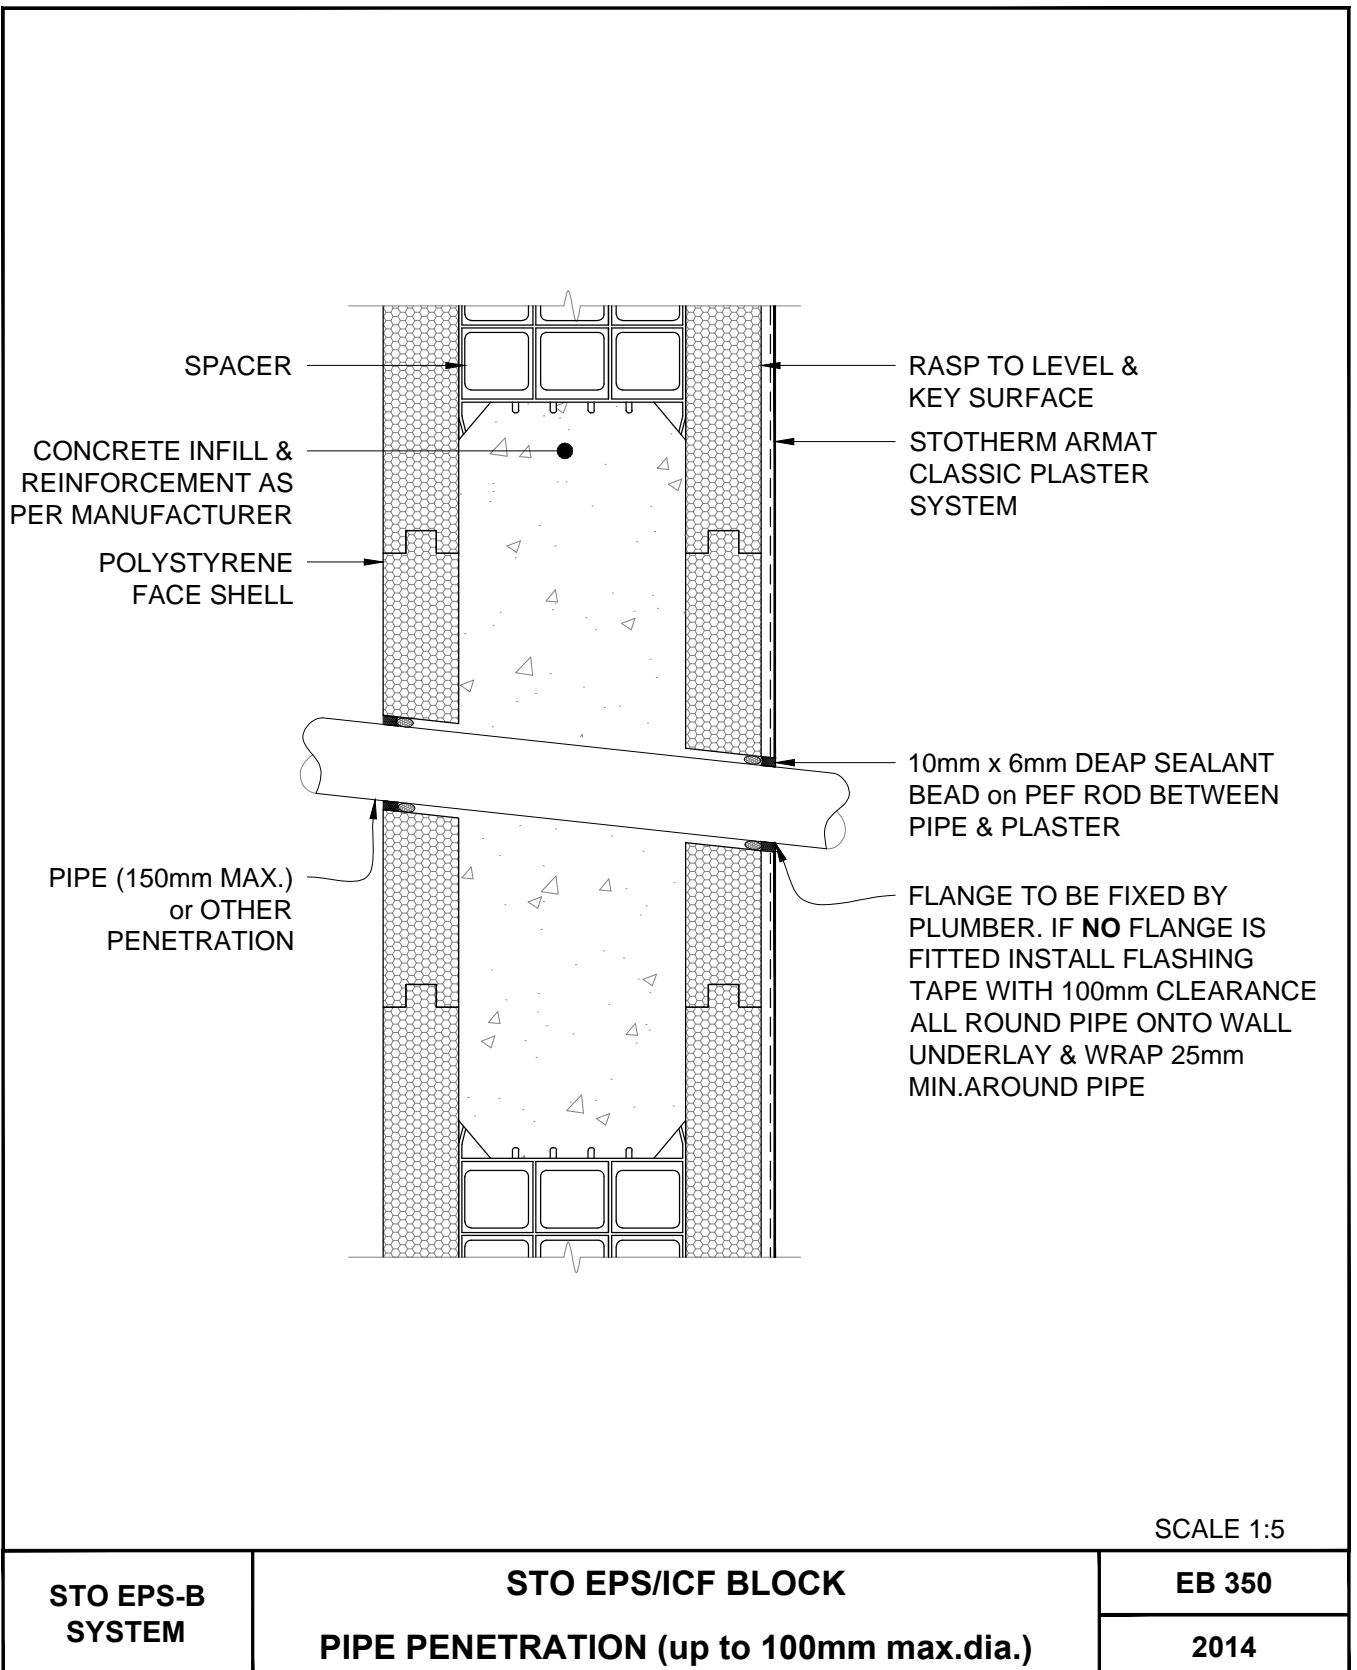 SPACER
CONCRETE INFILL &
REINFORCEMENT AS
PER MANUFACTURER
POLYSTYRENE
FACE SHELL
PIPE (150mm MAX.)
or OTHER
PENETRATION
RASP TO LEVEL &
KEY SURFACE
STOTHERM ARMAT
CLASSIC PLASTER
SYSTEM
10mm x 6mm DEAP SEALANT
BEAD on PEF ROD BETWEEN
PIPE & PLASTER
FLANGE TO BE FIXED BY
PLUMBER. IF NO FLANGE IS
FITTED INSTALL FLASHING
TAPE WITH 100mm CLEARANCE
ALL ROUND PIPE ONTO WALL
UNDERLAY & WRAP 25mm
MIN.AROUND PIPE
SCALE 1:5
STO EPS-B
SYSTEM
STO EPS/ICF BLOCK
PIPE PENETRATION (up to 100mm max.dia.)
EB 350
2014